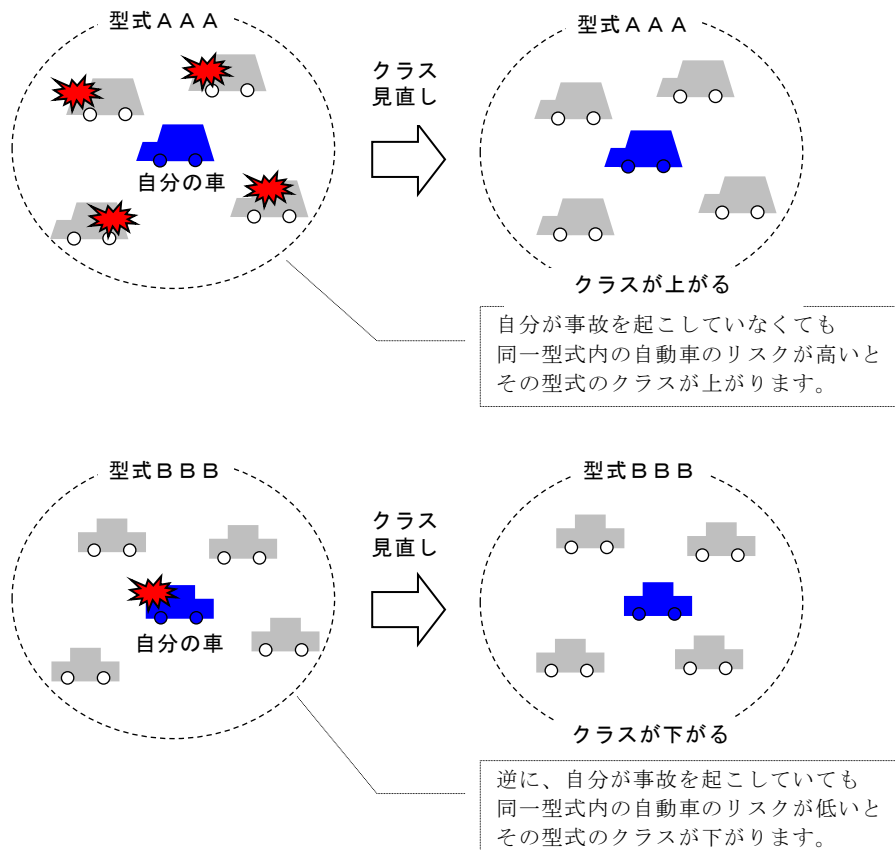 型式ＡＡＡ
クラス
見直し
型式ＡＡＡ
自分の車
クラスが上がる
自分が事故を起こしていなくても
同一型式内の自動車のリスクが高いと
その型式のクラスが上がります。
型式ＢＢＢ
クラス
見直し
型式ＢＢＢ
自分の車
クラスが下がる
逆に、自分が事故を起こしていても
同一型式内の自動車のリスクが低いと
その型式のクラスが下がります。